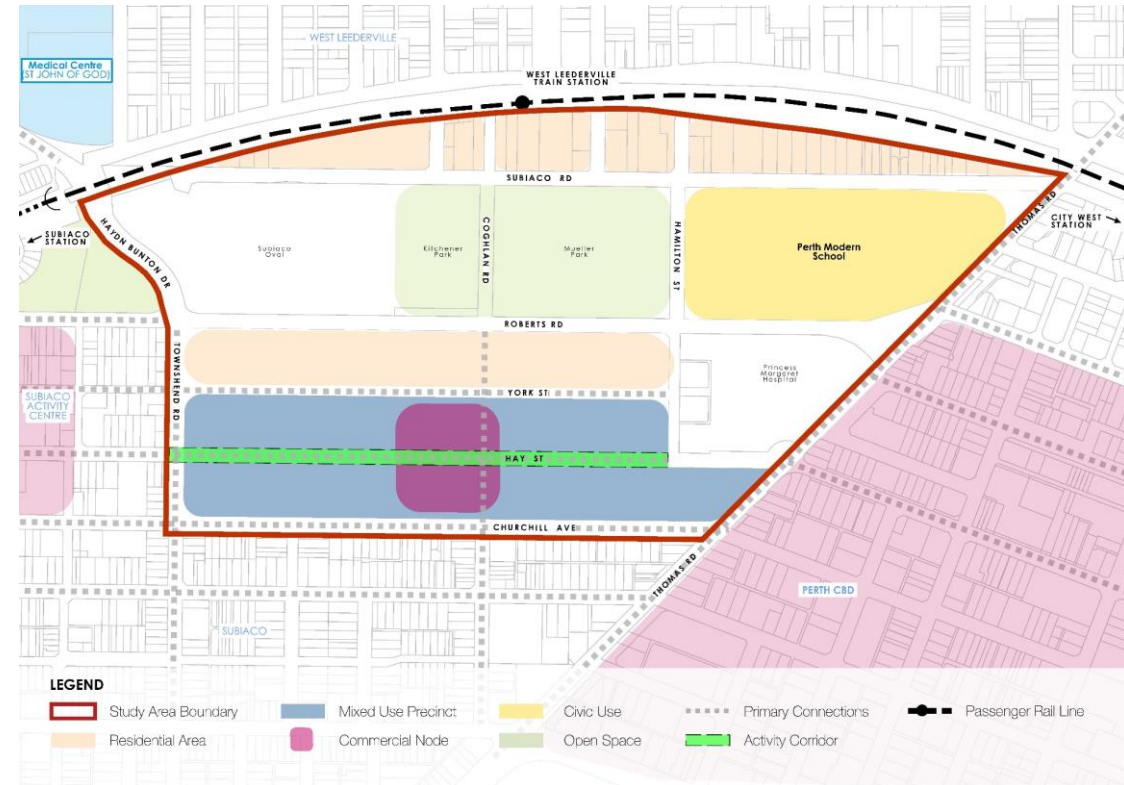 WEST LEEDERVILLE
Medical Centre
(ST JOHN OF GOD)
WEST LEEDERVILLE
TRAIN STATION
SUBIACO RD
THOMAS RD
CITY WEST
STATION
SUBIACO
STATION
HAYDN BUNTON DR
Subiaco
Oval
Kitchener
Park
COGHLAN RD
Mueller
Park
HAMILTON ST
Perth Modern
School
ROBERTS RD
TOWNSHEND RD
Princess
Margaret
Hospital
SUBIACO
ACTIVITY
CENTRE
YORK ST
HAY ST
CHURCHILL AVE
THOMAS RD
PERTH CBD
SUBIACO
LEGEND
Study Area Boundary
Mixed Use Precinct
Civic Use
Primary Connections
Passenger Rail Line
Residential Area
Commercial Node
Open Space
Activity Corridor